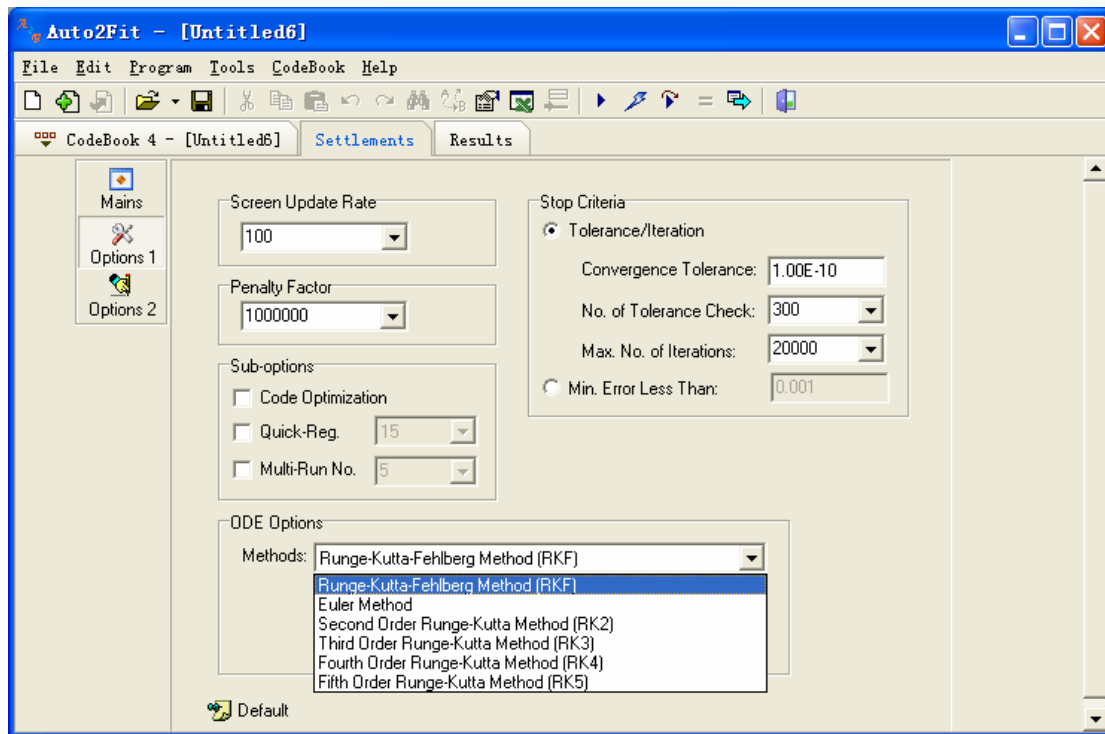 Auto2Fit - [Untitled6]
File Edit Program Tools CodeBook Help
CodeBook 4 - [Untitled6] Settlements Results
Mains
Options 1
Options 2
Screen Update Rate
100
Penalty Factor
1000000
Sub-options
Code Optimization
Quick-Reg. 15
Multi-Run No. 5
Stop Criteria
Tolerance/Iteration
Convergence Tolerance: 1.00E-10
No. of Tolerance Check: 300
Max. No. of Iterations: 20000
Min. Error Less Than: 0.001
ODE Options
Methods: Runge-Kutta-Fehlberg Method (RKF)
Runge-Kutta-Fehlberg Method (RKF)
Euler Method
Second Order Runge-Kutta Method (RK2)
Third Order Runge-Kutta Method (RK3)
Fourth Order Runge-Kutta Method (RK4)
Fifth Order Runge-Kutta Method (RK5)
Default